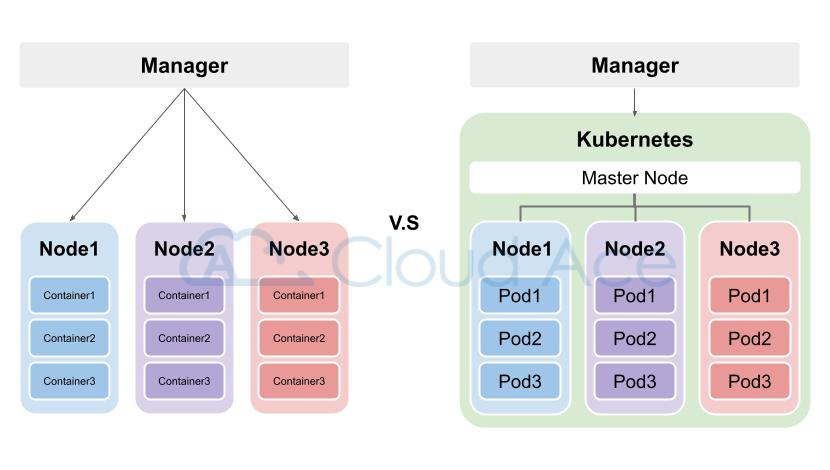 Manager
Node1
Container1
Container2
Container3
Node2
Container1
Container2
Container3
Node3
Container1
Container2
Container3
V.S
Manager
Kubernetes
Master Node
Node1
Pod1
Pod2
Pod3
Node2
Pod1
Pod2
Pod3
Node3
Pod1
Pod2
Pod3
Cloud Ace